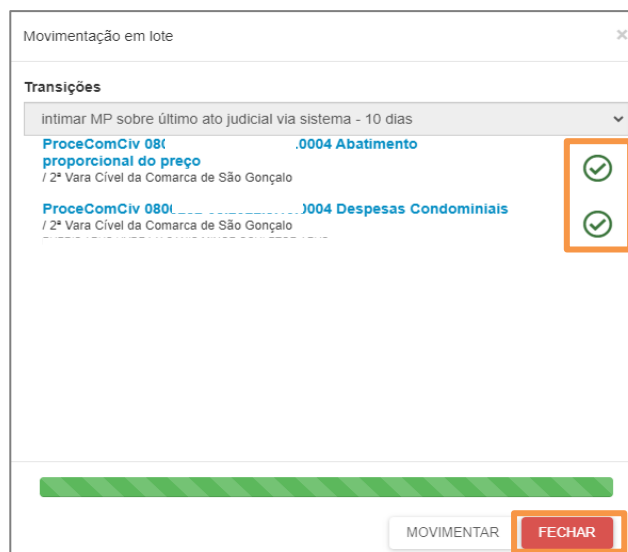 Movimentação em lote
×
Transições
intimar MP sobre último ato judicial via sistema - 10 dias
ProceComCiv .0004 Abatimento
proporcional do preço
/ 2ª Vara Cível da Comarca de São Gonçalo
ProceComCiv 0004 Despesas Condominiais
/ 2ª Vara Cível da Comarca de São Gonçalo
MOVIMENTAR FECHAR